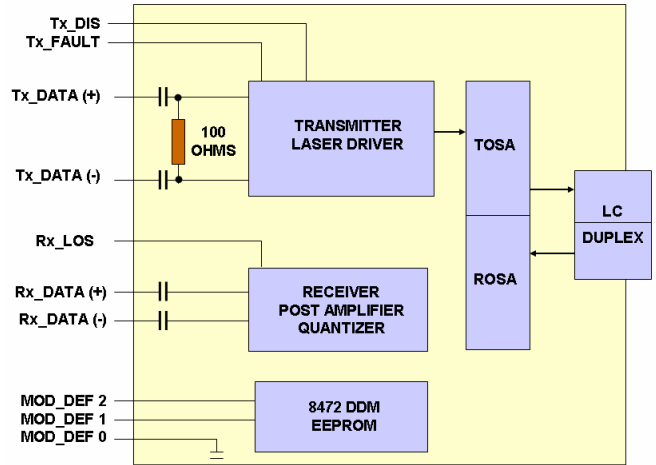 Tx_DIS
Tx_FAULT
Tx_DATA (+)
100
OHMS
Tx_DATA (-)
TRANSMITTER
LASER DRIVER
TOSA
LC
DUPLEX
ROSA
Rx_LOS
Rx_DATA (+)
Rx_DATA (-)
RECEIVER
POST AMPLIFIER
QUANTIZER
MOD_DEF 2
MOD_DEF 1
MOD_DEF 0
8472 DDM
EEPROM